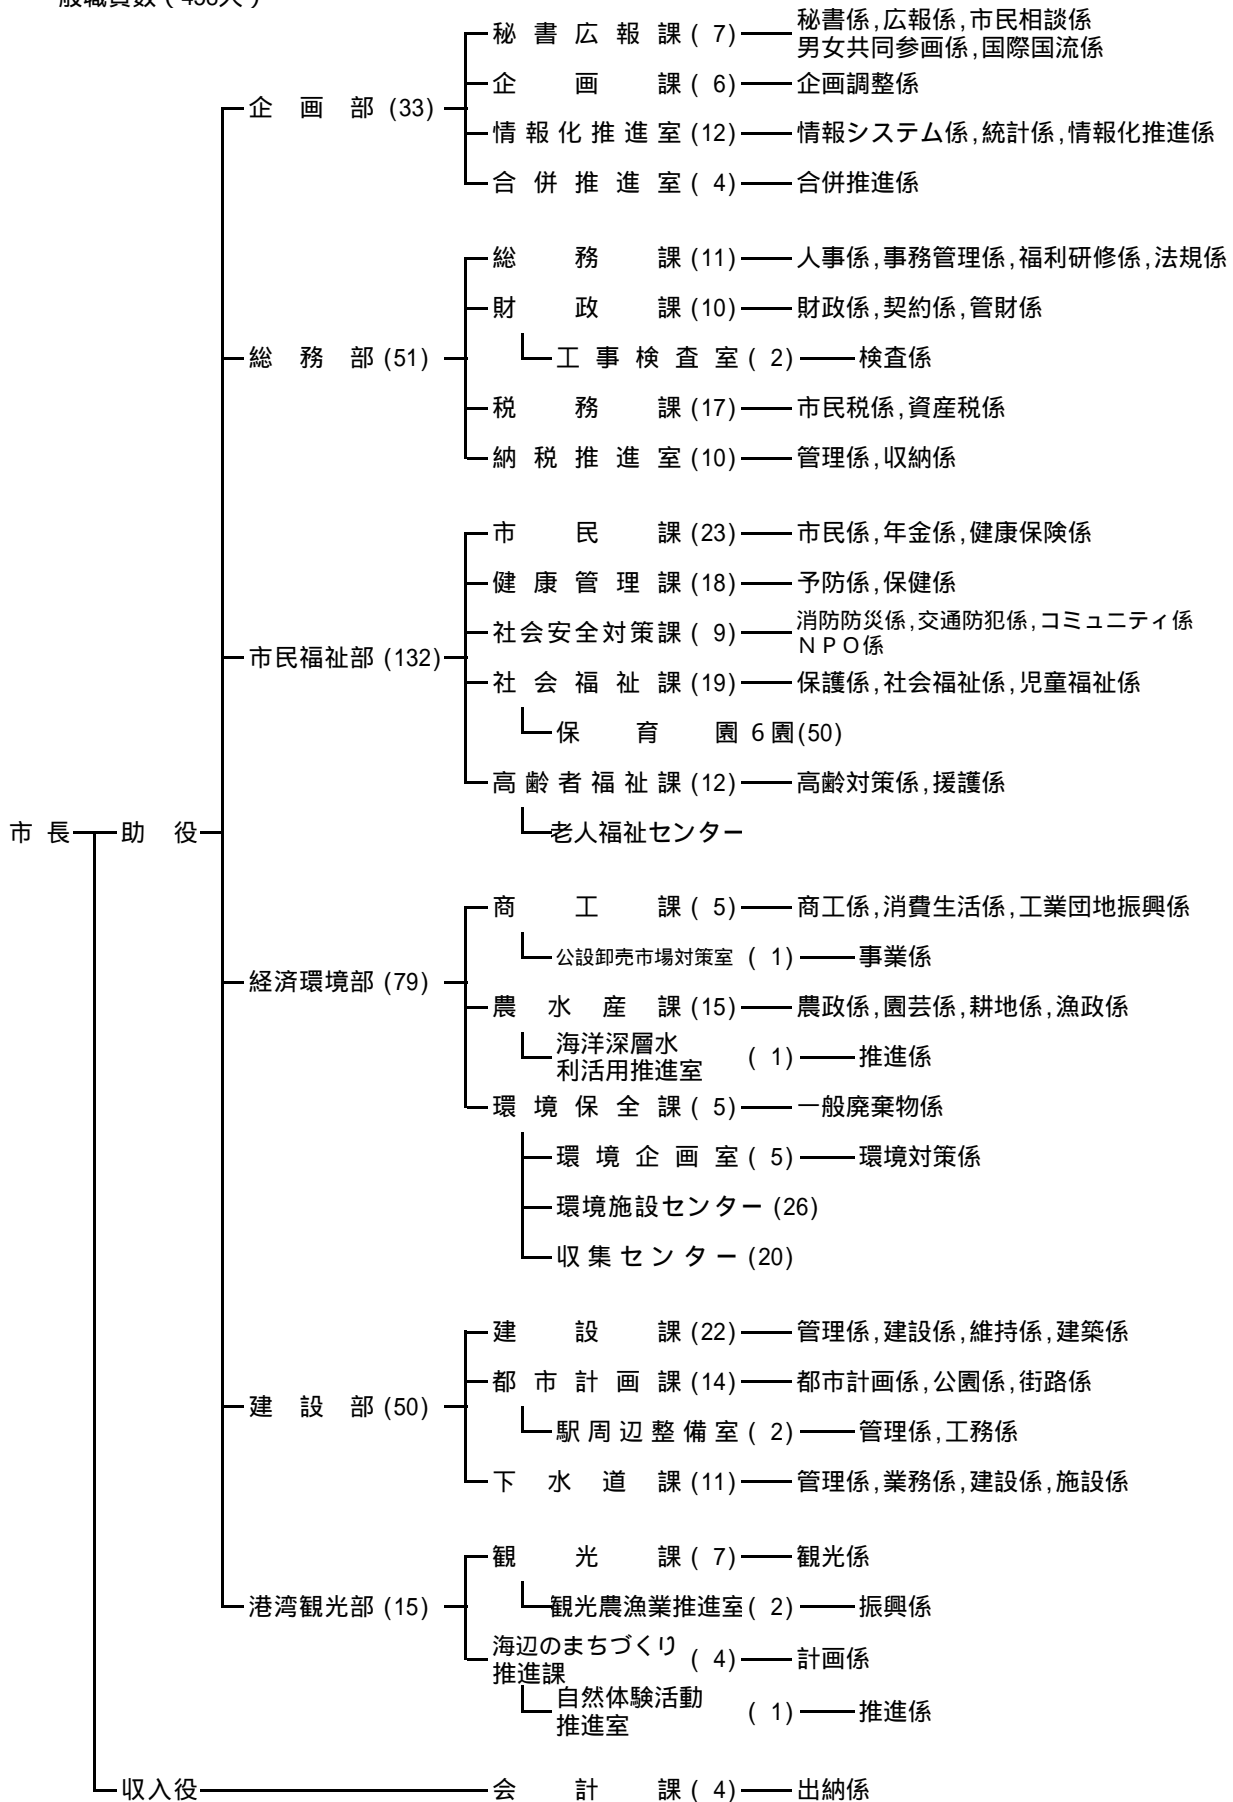 秘書広報課 ( 7) 秘書係,広報係,市民相談係
男女共同参画係,国際国流係
企画課 ( 6) 企画調整係
企画部 (33)
情報化推進室 (12) 情報システム係,統計係,情報化推進係
合併推進室 ( 4) 合併推進係
総務課 (11) 人事係,事務管理係,福利研修係,法規係
財政課 (10) 財政係,契約係,管財係
総務部 (51) 工事検査室 ( 2) 検査係
税務課 (17) 市民税係,資産税係
納税推進室 (10) 管理係,収納係
市民課 (23) 市民係,年金係,健康保険係
健康管理課 (18) 予防係,保健係
社会安全対策課 ( 9) 消防防災係,交通防犯係,コミュニティ係
NPO係
市民福祉部 (132)
社会福祉課 (19) 保護係,社会福祉係,児童福祉係
保育園 6園(50)
高齢者福祉課 (12) 高齢対策係,援護係
市長 助役 老人福祉センター
商工課 ( 5) 商工係,消費生活係,工業団地振興係
公設卸売市場対策室 ( 1) 事業係
経済環境部 (79)
農水産課 (15) 農政係,園芸係,耕地係,漁政係
海洋深層水
利活用推進室 ( 1) 推進係
環境保全課 ( 5) 一般廃棄物係
環境企画室 ( 5) 環境対策係
環境施設センター (26)
収集センター (20)
建設課 (22) 管理係,建設係,維持係,建築係
都市計画課 (14) 都市計画係,公園係,街路係
建設部 (50)
駅周辺整備室 ( 2) 管理係,工務係
下水道課 (11) 管理係,業務係,建設係,施設係
観光課 ( 7) 観光係
港湾観光部 (15) 観光農漁業推進室 ( 2) 振興係
海辺のまちづくり
推進課 ( 4) 計画係
自然体験活動
推進室 ( 1) 推進係
収入役 会計課 ( 4) 出納係